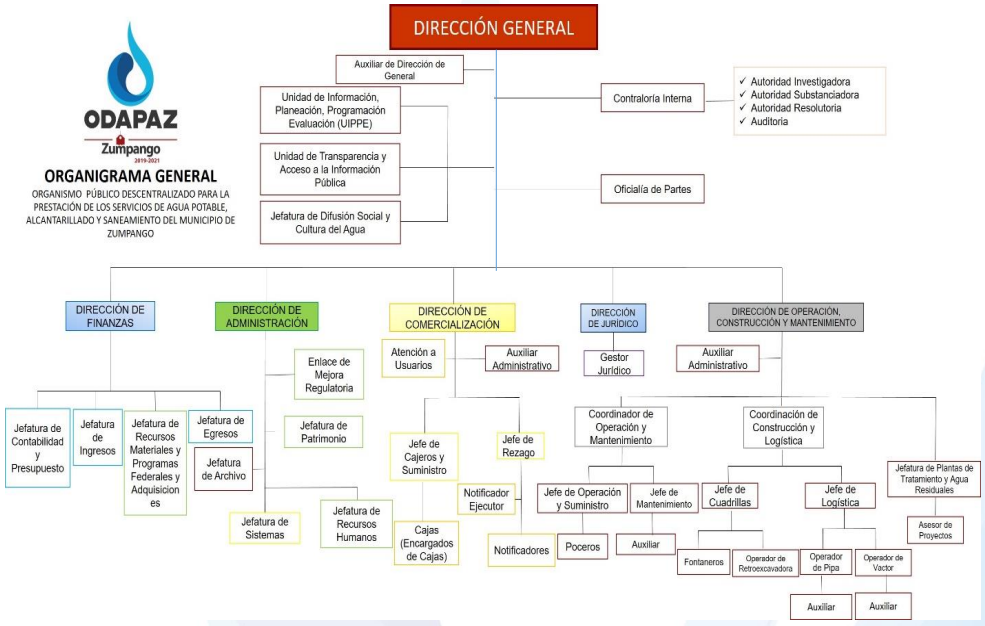 DIRECCIÓN GENERAL
ODAPAZ
Zumpango
2019-2021
ORGANIGRAMA GENERAL
ORGANISMO PÚBLICO DESCENTRALIZADO PARA LA
PRESTACIÓN DE LOS SERVICIOS DE AGUA POTABLE,
ALCANTARILLADO Y SANEAMIENTO DEL MUNICIPIO DE
ZUMPANGO
Auxiliar de Dirección de
General
Unidad de Información,
Planeación, Programación
Evaluación (UIPPE)
Unidad de Transparencia y
Acceso a la Información
Pública
Jefatura de Difusión Social y
Cultura del Agua
Contraloría Interna
✓ Autoridad Investigadora
✓ Autoridad Substanciadora
✓ Autoridad Resolutoria
✓ Auditoria
Oficialía de Partes
DIRECCIÓN DE
FINANZAS
Jefatura de
Contabilidad
y
Presupuesto
Jefatura
de
Ingresos
Jefatura de
Recursos
Materiales y
Programas
Federales y
Adquisicion
es
Jefatura de
Egresos
DIRECCIÓN DE
ADMINISTRACIÓN
Enlace de
Mejora
Regulatoria
Jefatura de
Patrimonio
Jefatura
de Archivo
Jefatura de
Sistemas
Jefatura de
Recursos
Humanos
DIRECCIÓN DE
COMERCIALIZACIÓN
Atención a
Usuarios
Auxiliar
Administrativo
Jefe de
Cajeros y
Suministro
Jefe de
Rezago
Cajas
(Encargados
de Cajas)
Notificador
Ejecutor
Notificadores
DIRECCIÓN
DE JURÍDICO
Gestor
Jurídico
DIRECCIÓN DE OPERACIÓN,
CONSTRUCCIÓN Y MANTENIMIENTO
Auxiliar
Administrativo
Coordinador de
Operación y
Mantenimiento
Coordinación de
Construcción y
Logística
Jefatura de Plantas de
Tratamiento y Agua
Residuales
Jefe de Operación
y Suministro
Jefe de
Mantenimiento
Jefe de
Cuadrillas
Jefe de
Logística
Asesor de
Proyectos
Poceros
Auxiliar
Fontaneros
Operador de
Retroexcavadora
Operador
de Pipa
Operador de
Vactor
Auxiliar
Auxiliar